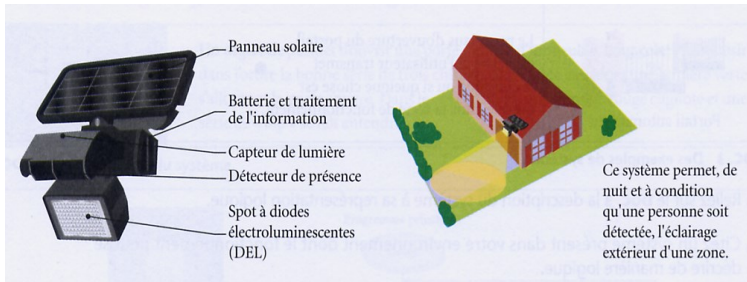 Panneau solaire
Batterie et traitement
de l'information
Capteur de lumière
Détecteur de présence
Spot à diodes
électroluminescentes
(DEL)
Ce système permet, de
nuit et à condition
qu'une personne soit
détectée, l'éclairage
extérieur d'une zone.